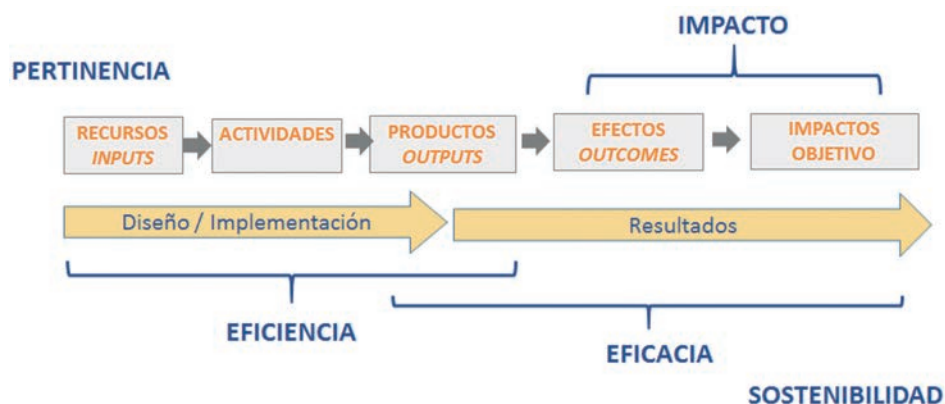 IMPACTO
PERTINENCIA
RECURSOS
INPUTS
ACTIVIDADES
PRODUCTOS
OUTPUTS
EFECTOS
OUTCOMES
IMPACTOS
OBJETIVO
Diseño / Implementación
Resultados
EFICIENCIA
EFICACIA
SOSTENIBILIDAD